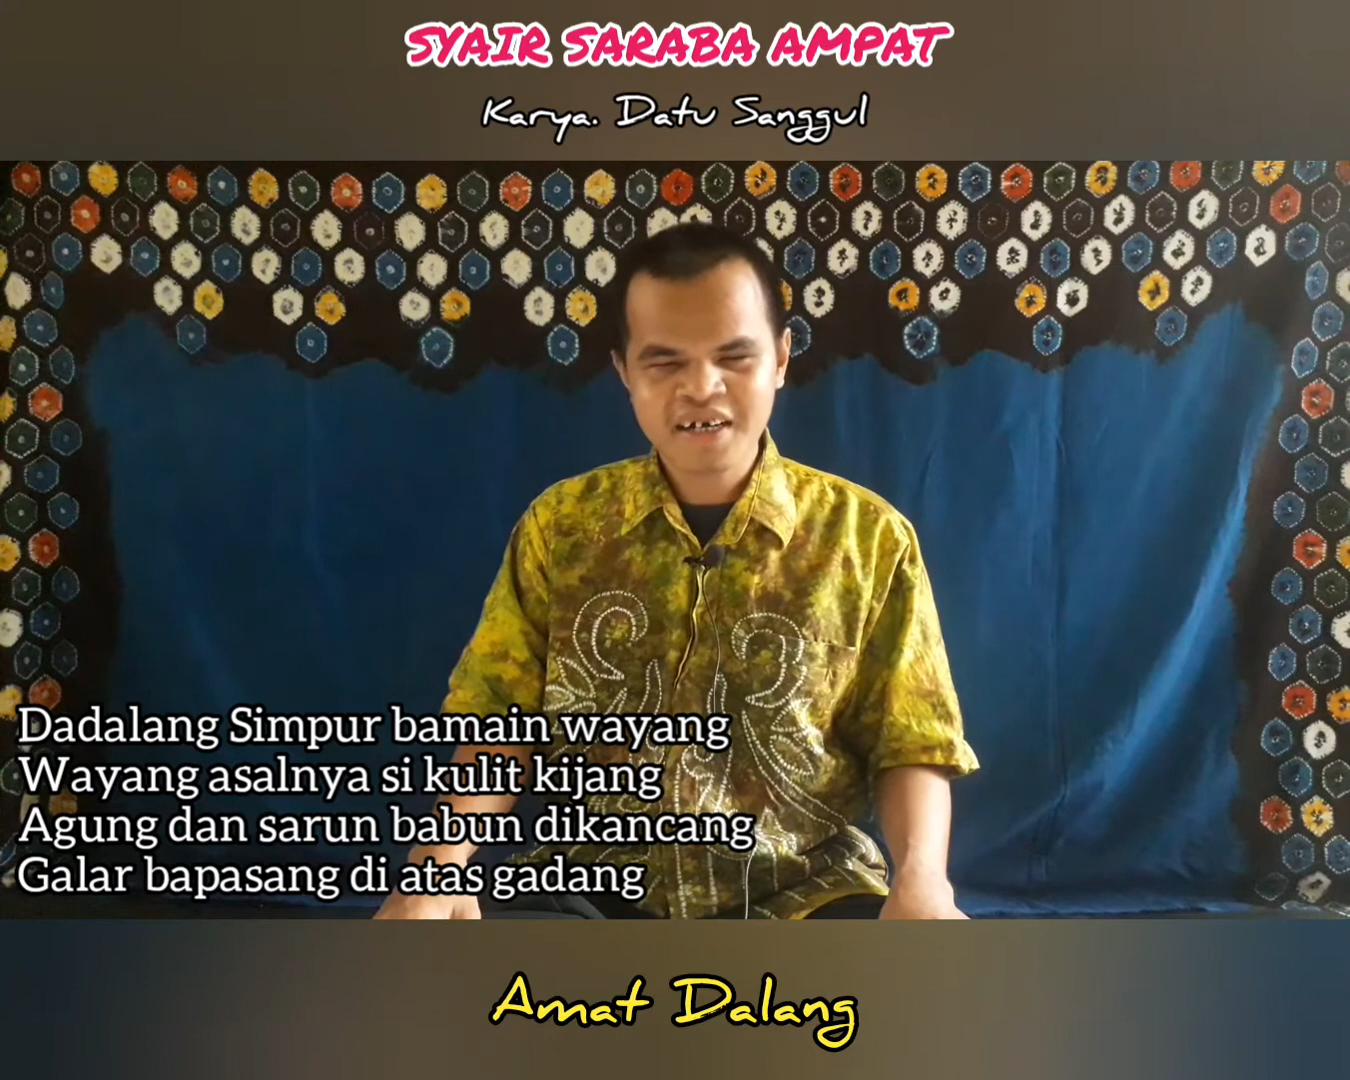 SYAIR SARABA AMPAT
Karya. Datu Sanggul
Dadalang Simpur bamain wayang
Wayang asalnya si kulit kijang
Agung dan sarun babun dikancang
Galar bapasang di atas gadang
Amat Dalang